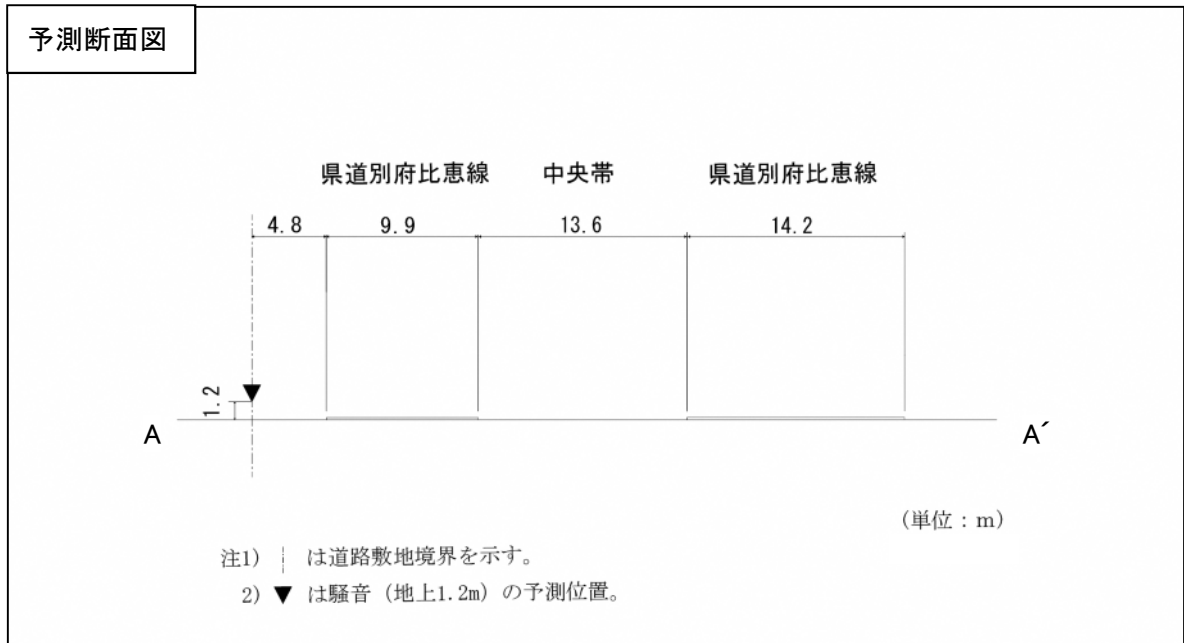 予測断面図
県道別府比恵線 中央帯 県道別府比恵線
4.8 9.9 13.6 14.2
1.2
A A´
(単位：m)
注1) ¦ は道路敷地境界を示す。
2) ▼ は騒音（地上1.2m）の予測位置。